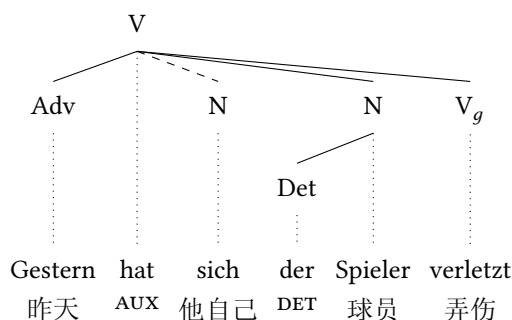 V
Adv N N V_g
Det
Gestern hat sich der Spieler verletzt
昨天 AUX 他自己 DET 球员 弄伤